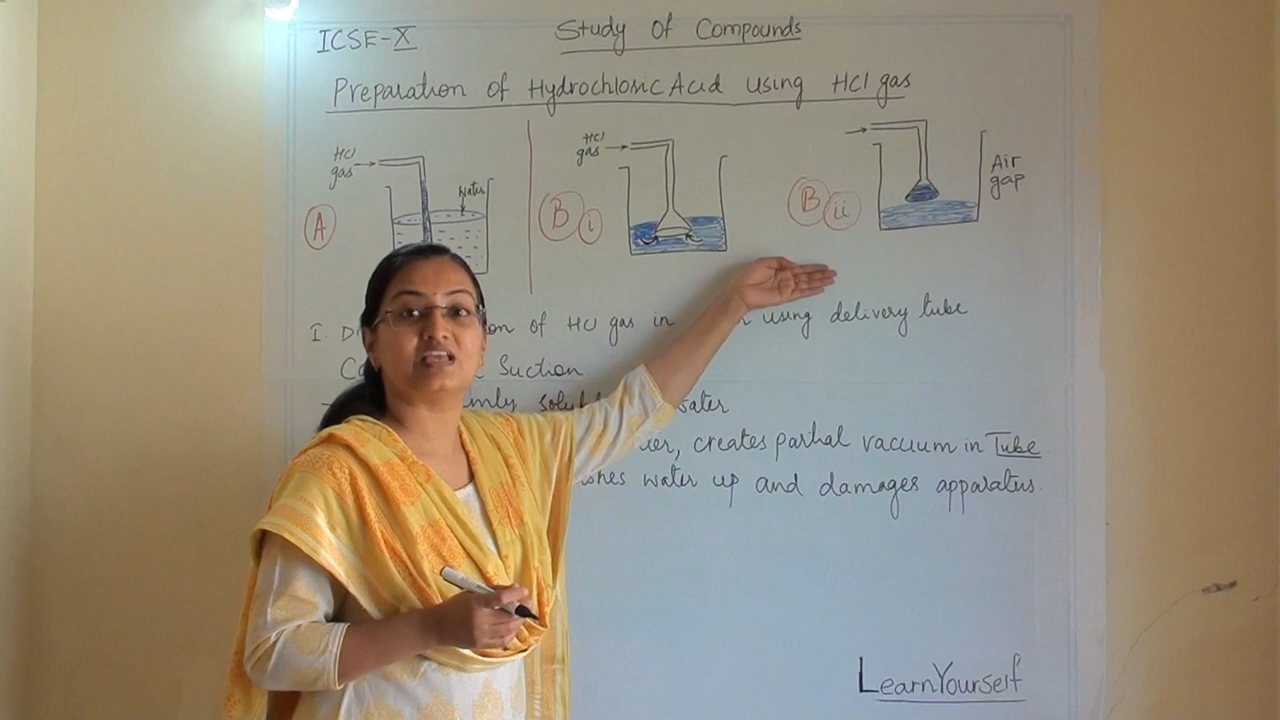 ICSE-X
Study Of Compounds
Preparation of Hydrochloric Acid using HCl gas
HCl
gas
Water
A
HCl
gas
B i
B ii
Air
gap
I. on of HCl gas in using delivery tube
Suction
water
creates partial vacuum in Tube
water up and damages apparatus.
LearnYourself